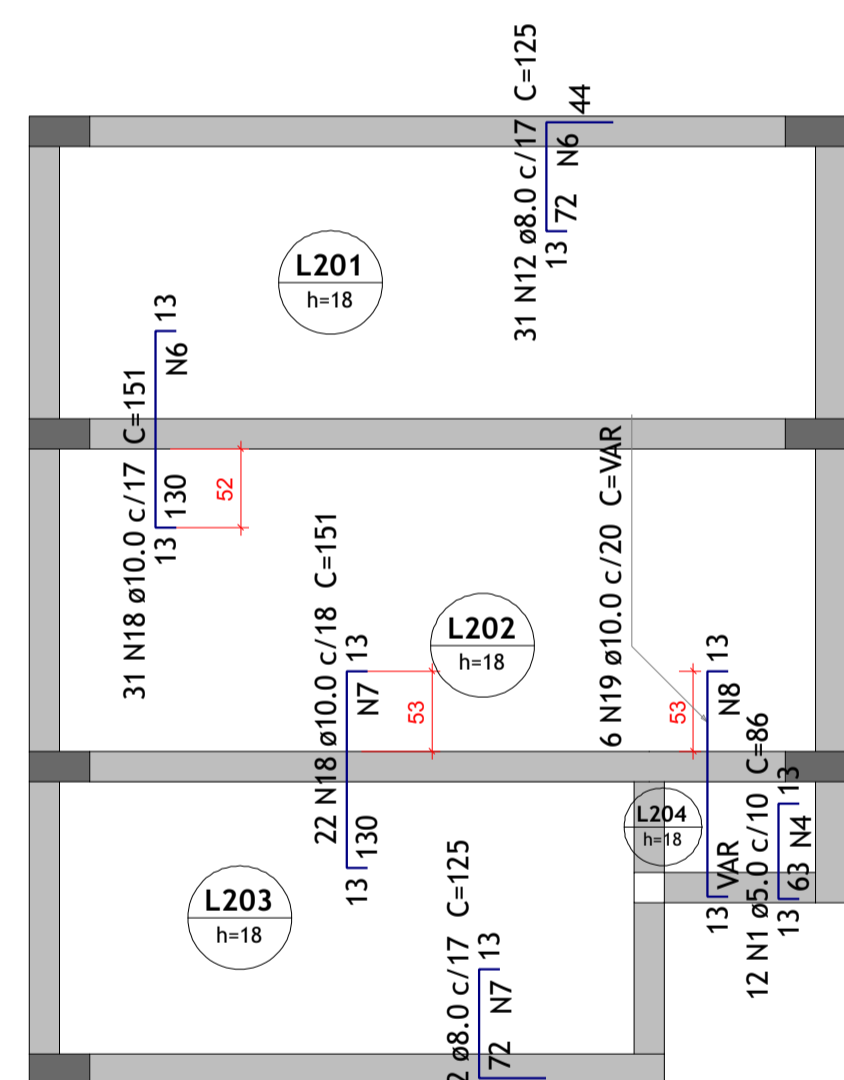 31 N12 ø8.0 c/17 C=125
44
N6
72
13
L201
h=18
31 N18 ø10.0 c/17 C=151
13
N6
130
13
52
22 N18 ø10.0 c/18 C=151
13
N7
130
13
53
L202
h=18
6 N19 ø10.0 c/20 C=VAR
13
N8
VAR
13
53
L204
h=18
12 N1 ø5.0 c/10 C=86
13
N4
63
13
L203
h=18
2 ø8.0 c/17 C=125
13
N7
72